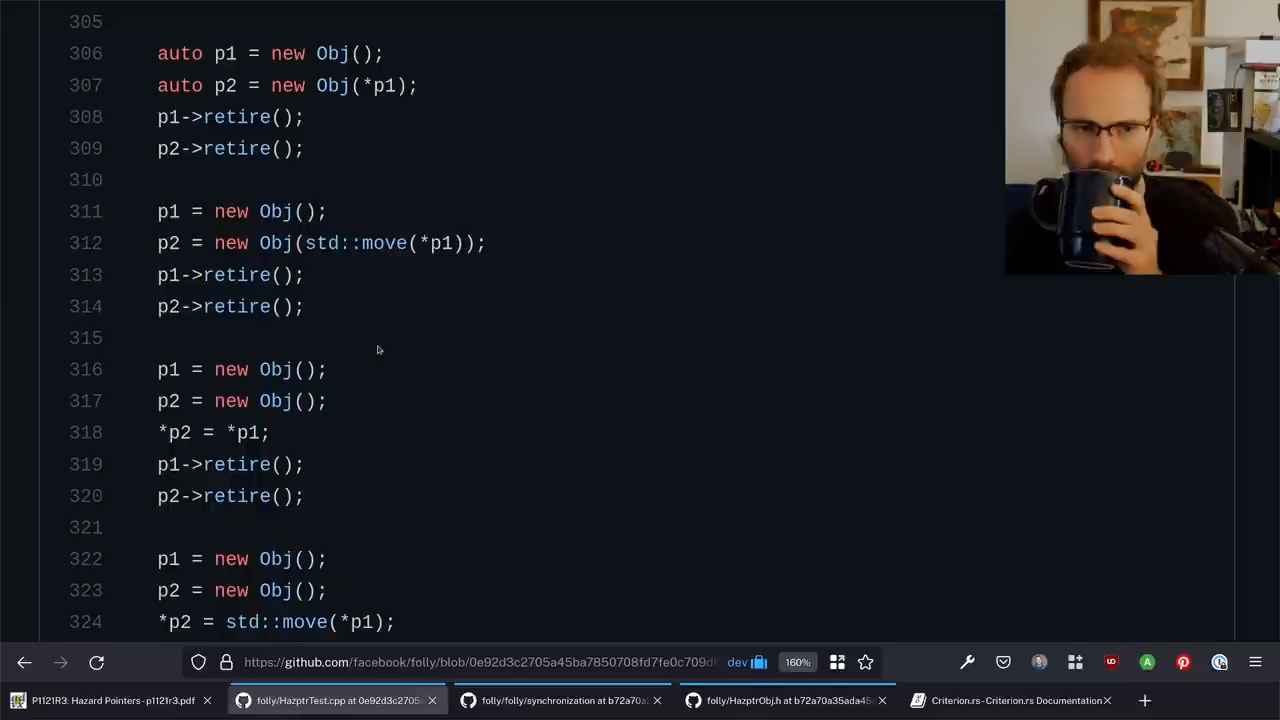 305
306 auto p1 = new Obj();
307 auto p2 = new Obj(*p1);
308 p1->retire();
309 p2->retire();
310
311 p1 = new Obj();
312 p2 = new Obj(std::move(*p1));
313 p1->retire();
314 p2->retire();
315
316 p1 = new Obj();
317 p2 = new Obj();
318 *p2 = *p1;
319 p1->retire();
320 p2->retire();
321
322 p1 = new Obj();
323 p2 = new Obj();
324 *p2 = std::move(*p1);
https://github.com/facebook/folly/blob/0e92d3c2705a45ba7850708fd7fe0c709d dev 160%
P1121R3: Hazard Pointers - p1121r3.pdf folly/HazptrTest.cpp at 0e92d3c2705 folly/folly/synchronization at b72a70 folly/HazptrObj.h at b72a70a35ada45 Criterion.rs - Criterion.rs Documentation